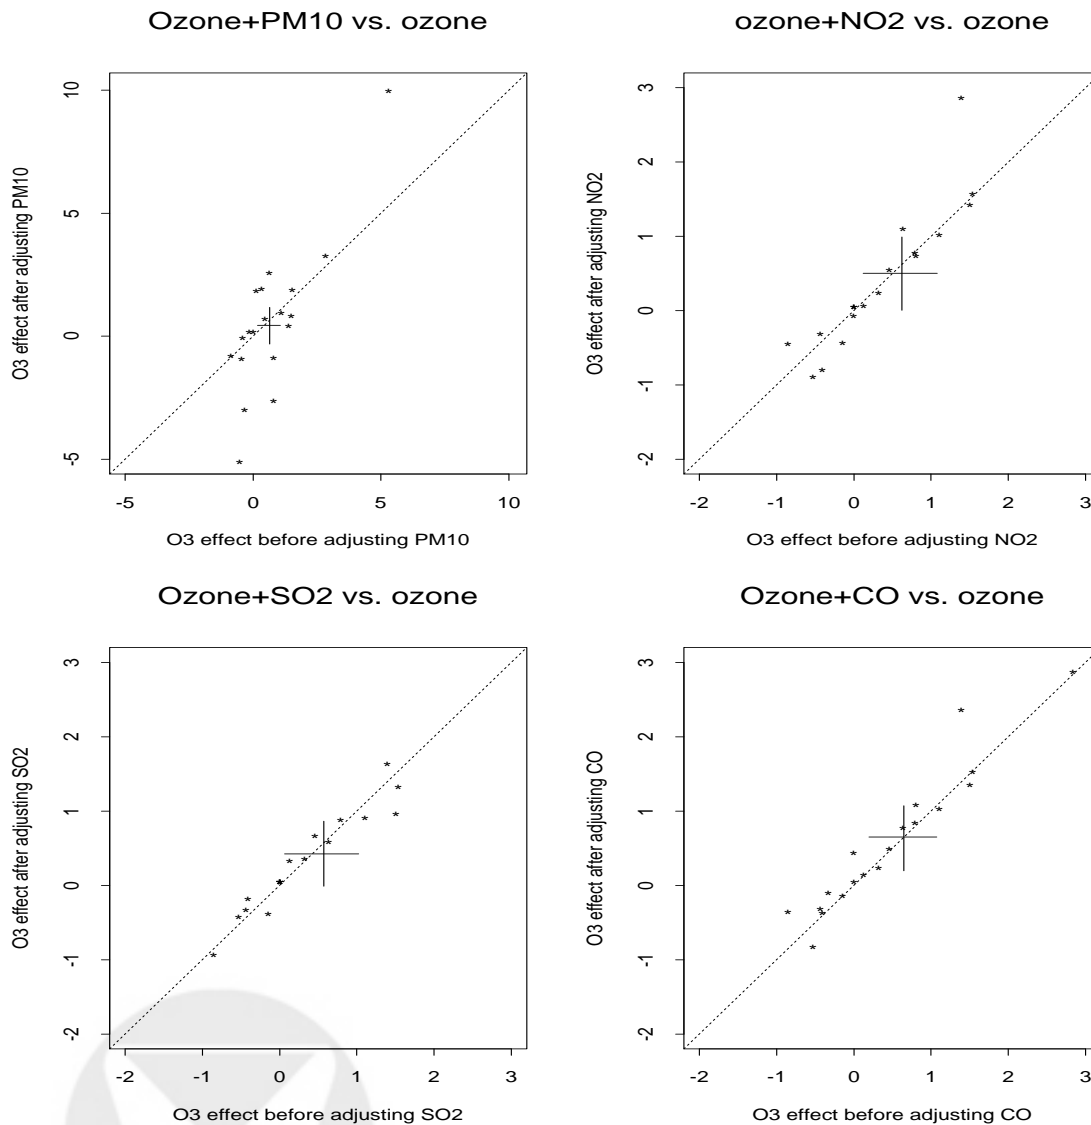 Ozone+PM10 vs. ozone
O3 effect after adjusting PM10
10
5
0
-5
-5 0 5 10
O3 effect before adjusting PM10
ozone+NO2 vs. ozone
O3 effect after adjusting NO2
3
2
1
0
-1
-2
-2 -1 0 1 2 3
O3 effect before adjusting NO2
Ozone+SO2 vs. ozone
O3 effect after adjusting SO2
3
2
1
0
-1
-2
-2 -1 0 1 2 3
O3 effect before adjusting SO2
Ozone+CO vs. ozone
O3 effect after adjusting CO
3
2
1
0
-1
-2
-2 -1 0 1 2 3
O3 effect before adjusting CO